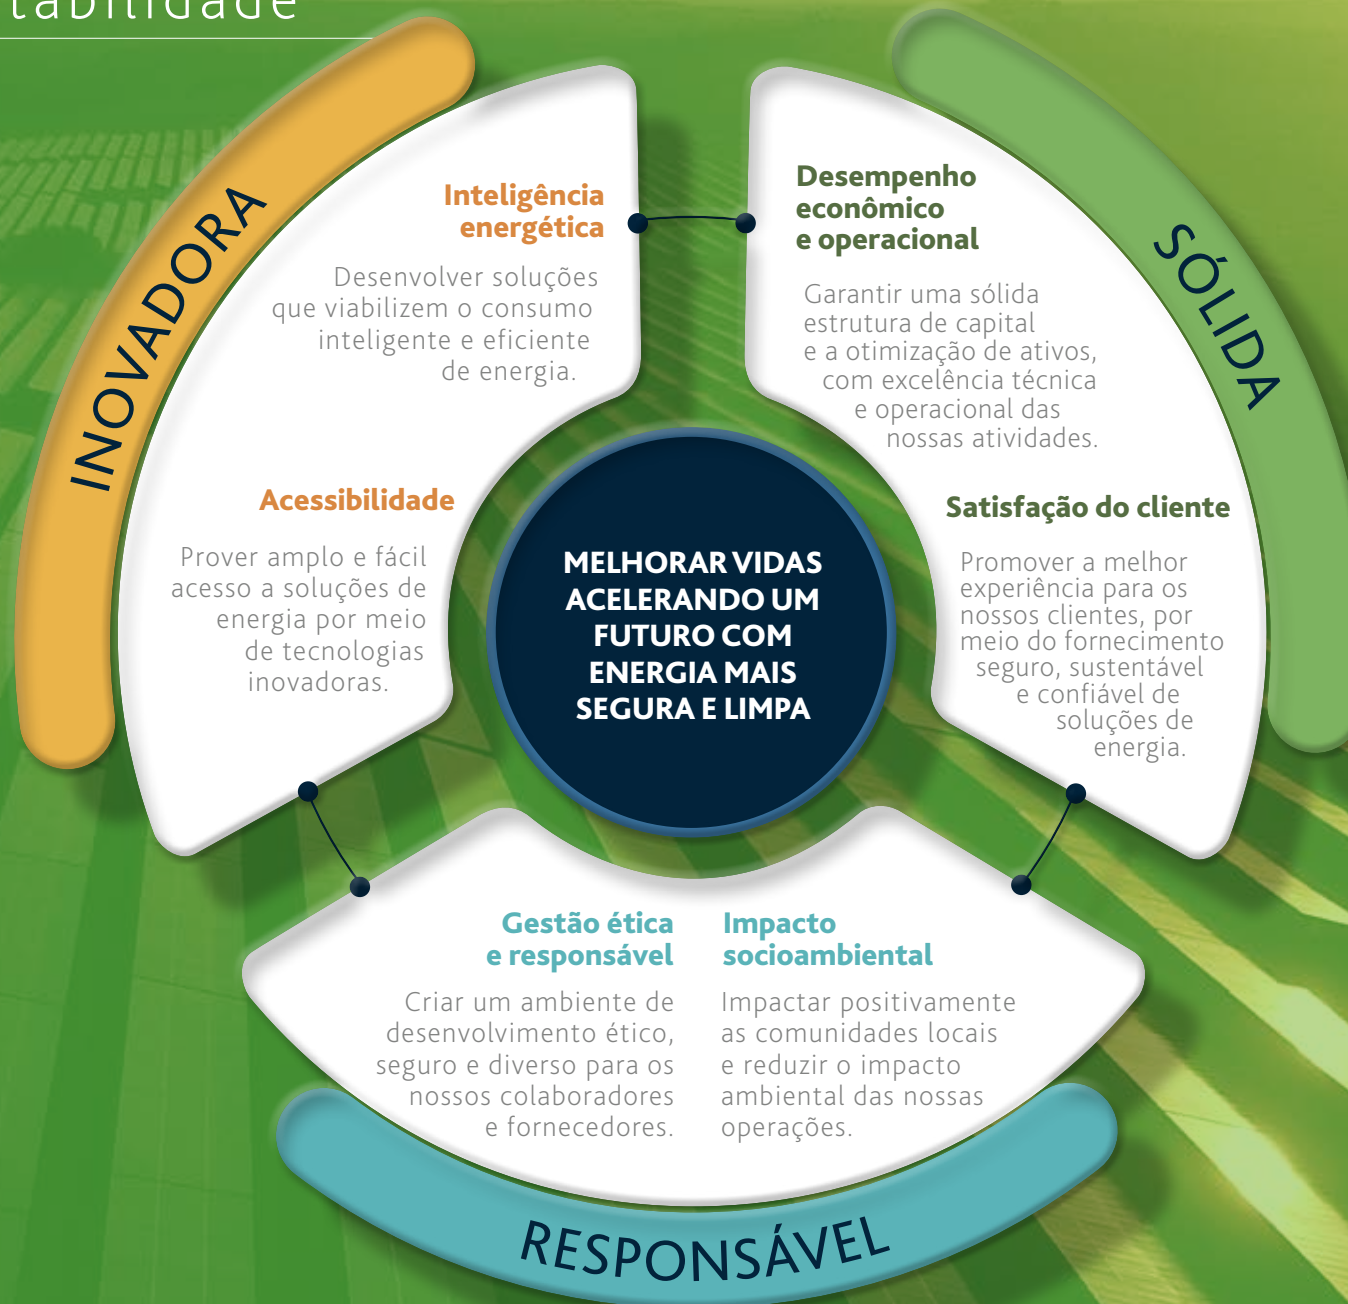 INOVADORA
Inteligência
energética
Desenvolver soluções
que viabilizem o consumo
inteligente e eficiente
de energia.
Acessibilidade
Prover amplo e fácil
acesso a soluções de
energia por meio
de tecnologias
inovadoras.
SÓLIDA
Desempenho
econômico
e operacional
Garantir uma sólida
estrutura de capital
e a otimização de ativos,
com excelência técnica
e operacional das
nossas atividades.
Satisfação do cliente
Promover a melhor
experiência para os
nossos clientes, por
meio do fornecimento
seguro, sustentável
e confiável de
soluções de
energia.
MELHORAR VIDAS
ACELERANDO UM
FUTURO COM
ENERGIA MAIS
SEGURA E LIMPA
Gestão ética
e responsável
Criar um ambiente de
desenvolvimento ético,
seguro e diverso para os
nossos colaboradores
e fornecedores.
Impacto
socioambiental
Impactar positivamente
as comunidades locais
e reduzir o impacto
ambiental das nossas
operações.
RESPONSÁVEL